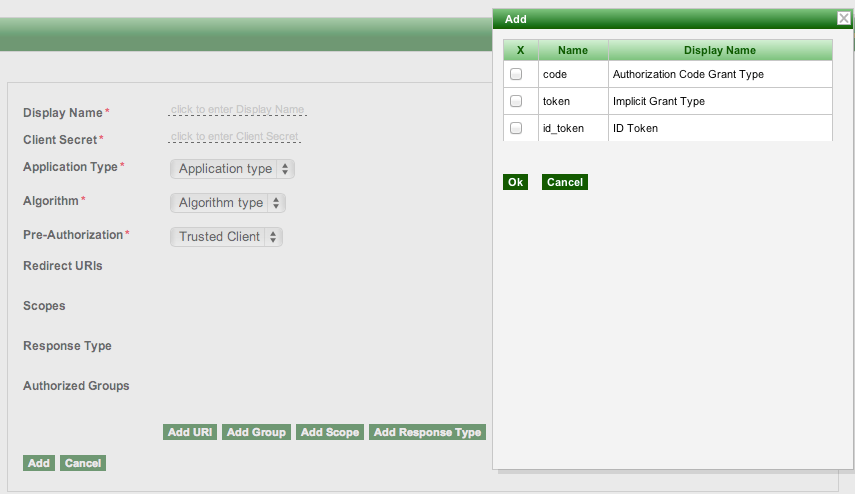 Add
X Name Display Name
code Authorization Code Grant Type
token Implicit Grant Type
id_token ID Token
Ok Cancel
Display Name* click to enter Display Name
Client Secret* click to enter Client Secret
Application Type* Application type
Algorithm* Algorithm type
Pre-Authorization* Trusted Client
Redirect URIs
Scopes
Response Type
Authorized Groups
Add URI Add Group Add Scope Add Response Type
Add Cancel